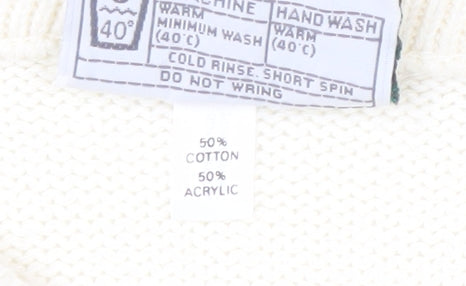 MACHINE HAND WASH
40° WARM WARM
MINIMUM WASH (40°C)
(40°C)
COLD RINSE. SHORT SPIN
DO NOT WRING
50%
COTTON
50%
ACRYLIC